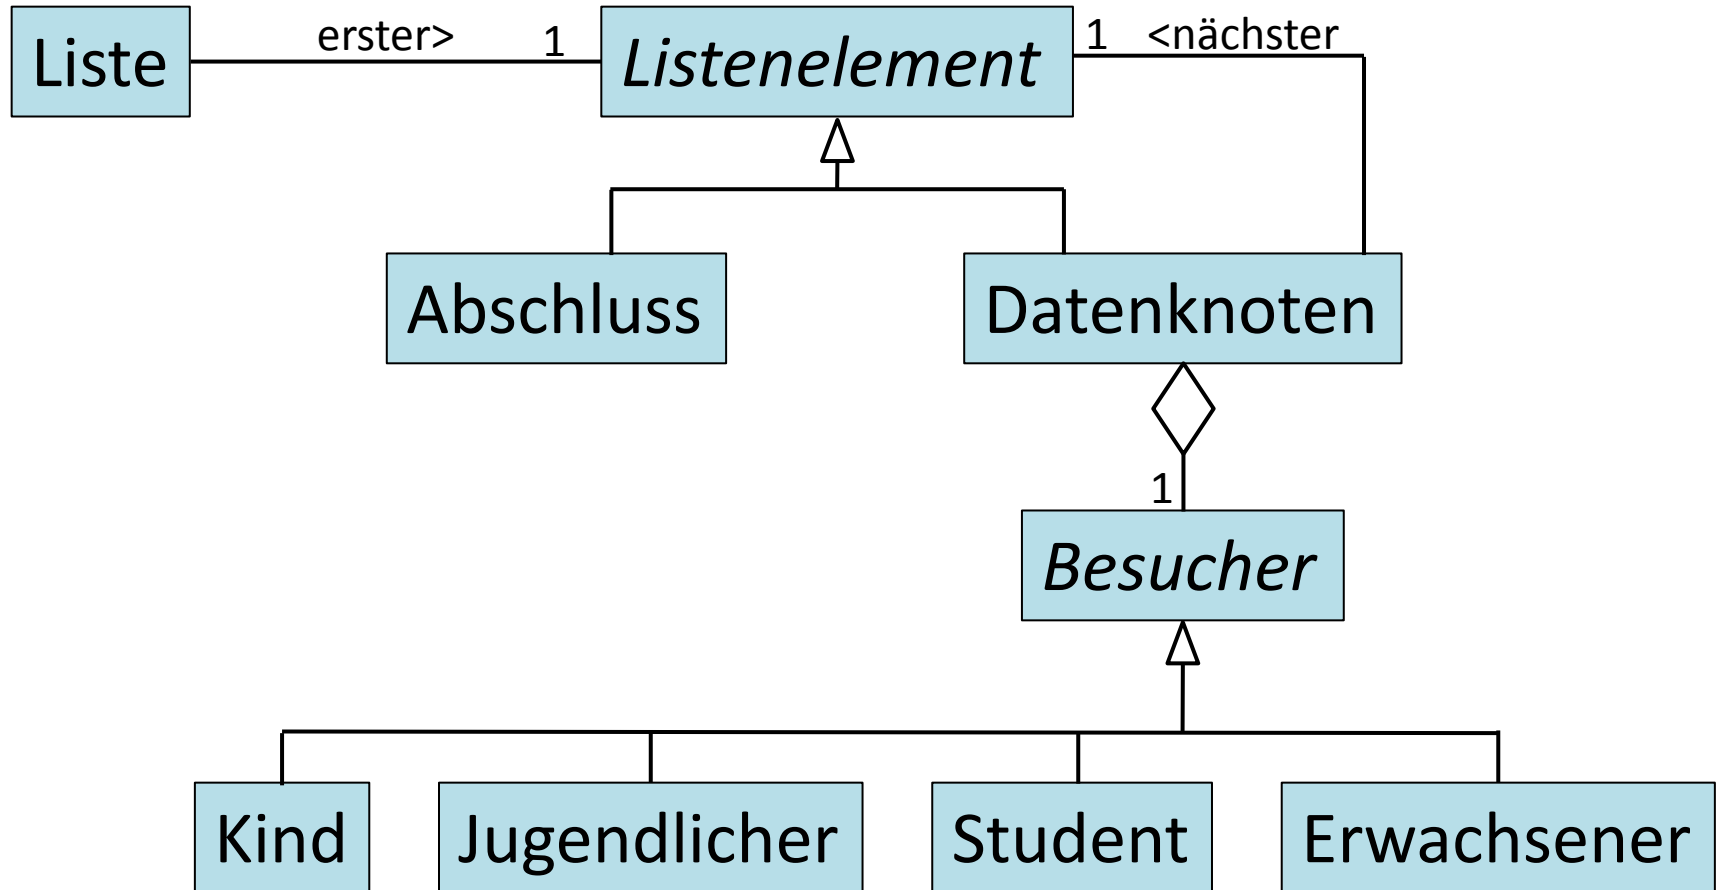 Liste
erster>
1
Listenelement
1
<nächster
Abschluss
Datenknoten
1
Besucher
Kind
Jugendlicher
Student
Erwachsener